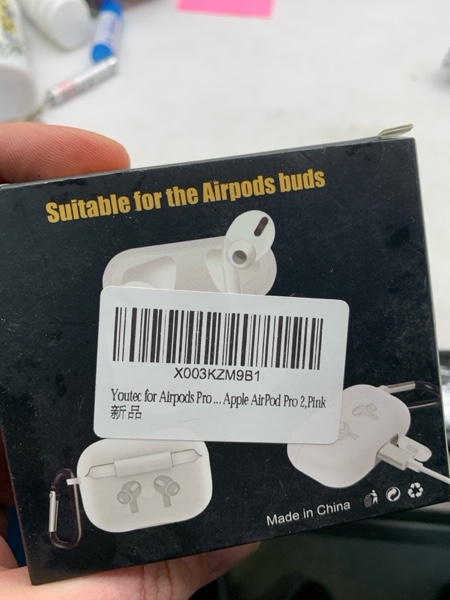 Suitable for the Airpods buds
X003KZM9B1
Youtec for Airpods Pro ... Apple AirPod Pro 2,Pink
新品
Made in China